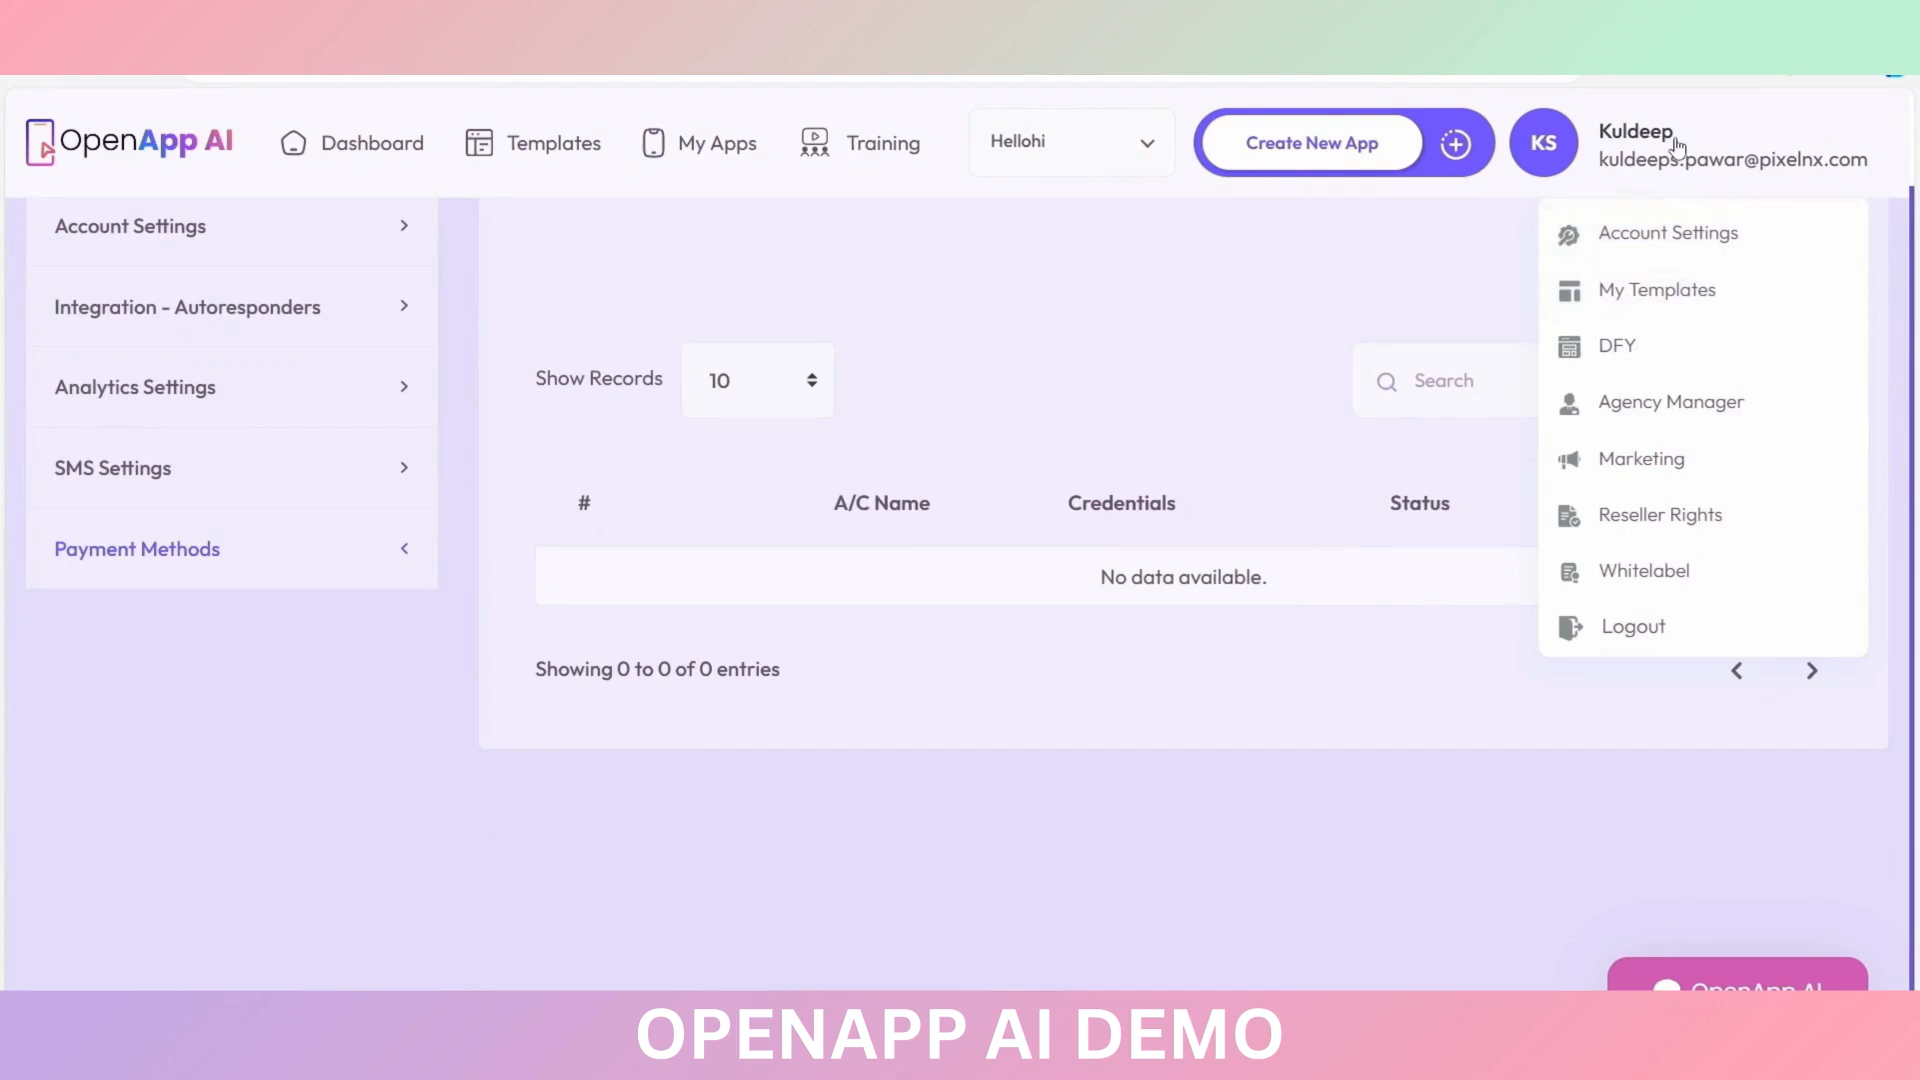 OpenApp AI
Dashboard
Templates
My Apps
Training
Hellohi
Create New App
KS
Kuldeep
kuldeeps.pawar@pixelnx.com
Account Settings
Integration - Autoresponders
Analytics Settings
SMS Settings
Payment Methods
Show Records
10
Search
# A/C Name Credentials Status
No data available.
Showing 0 to 0 of 0 entries
Account Settings
My Templates
DFY
Agency Manager
Marketing
Reseller Rights
Whitelabel
Logout
OpenApp AI
OPENAPP AI DEMO